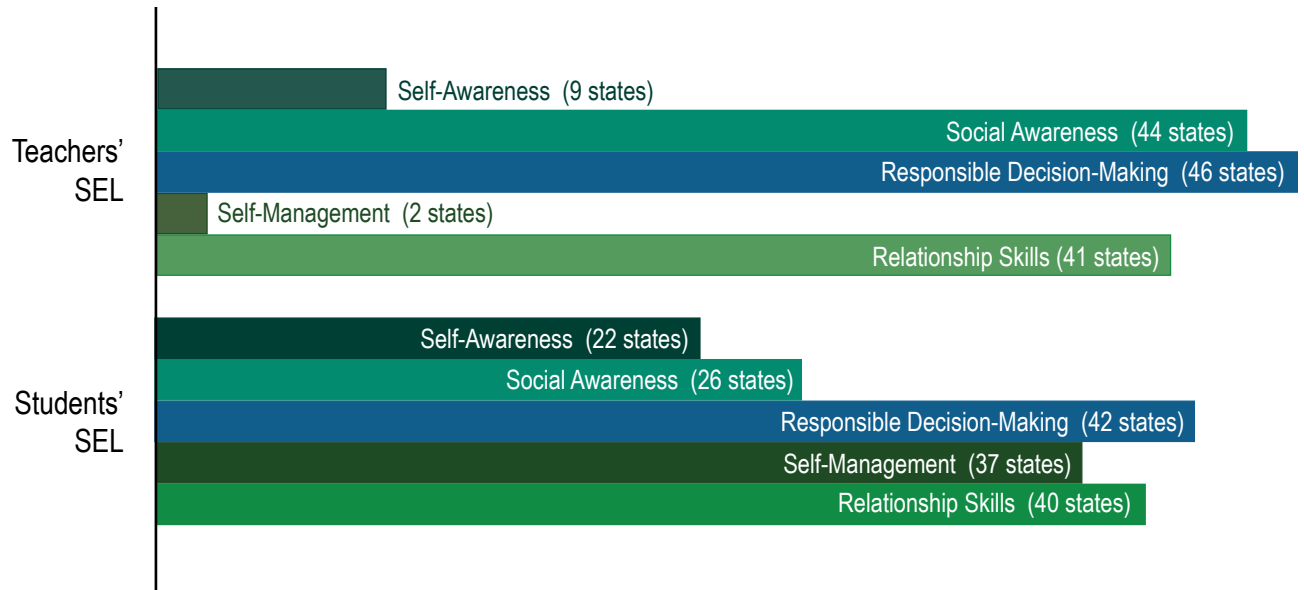 Teachers'
SEL
Self-Awareness (9 states)
Social Awareness (44 states)
Responsible Decision-Making (46 states)
Self-Management (2 states)
Relationship Skills (41 states)
Students'
SEL
Self-Awareness (22 states)
Social Awareness (26 states)
Responsible Decision-Making (42 states)
Self-Management (37 states)
Relationship Skills (40 states)